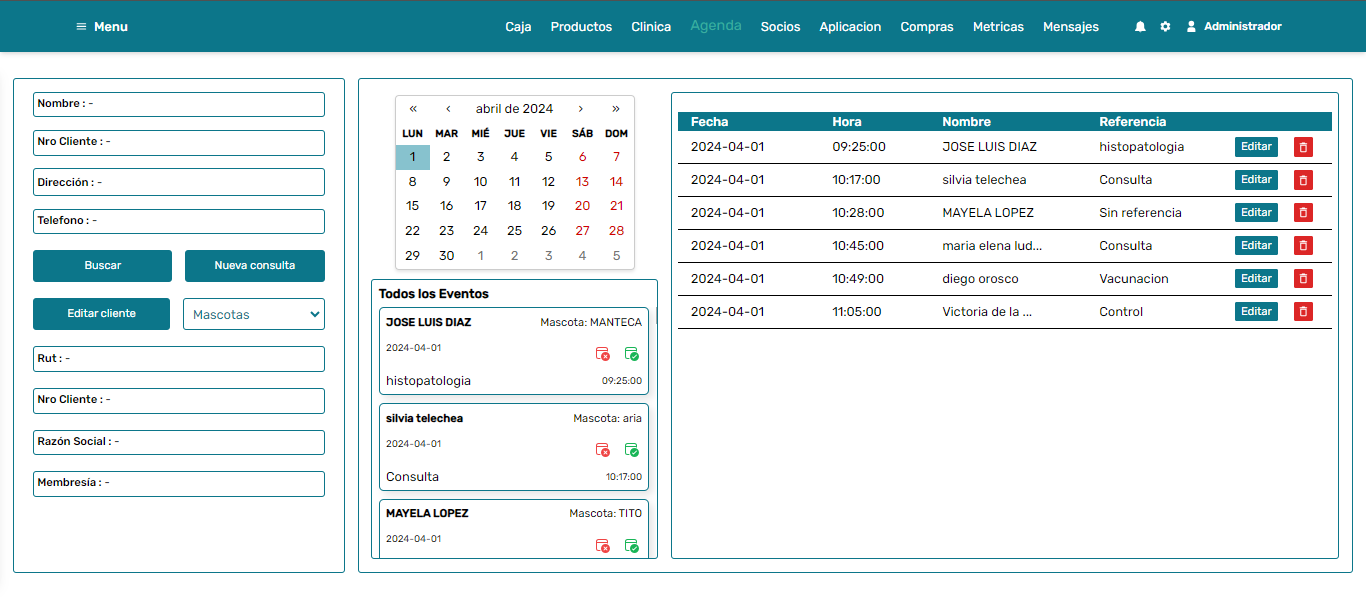 Menu Caja Productos Clinica Agenda Socios Aplicacion Compras Metricas Mensajes Administrador
Nombre : -
Nro Cliente : -
Dirección : -
Telefono : -
Buscar Nueva consulta
Editar cliente Mascotas
Rut : -
Nro Cliente : -
Razón Social : -
Membresía : -
« ‹ abril de 2024 › »
LUN MAR MIÉ JUE VIE SÁB DOM
1 2 3 4 5 6 7
8 9 10 11 12 13 14
15 16 17 18 19 20 21
22 23 24 25 26 27 28
29 30 1 2 3 4 5
Todos los Eventos
JOSE LUIS DIAZ Mascota: MANTECA
2024-04-01
histopatologia 09:25:00
silvia telechea Mascota: aria
2024-04-01
Consulta 10:17:00
MAYELA LOPEZ Mascota: TITO
2024-04-01
Fecha Hora Nombre Referencia
2024-04-01 09:25:00 JOSE LUIS DIAZ histopatologia Editar
2024-04-01 10:17:00 silvia telechea Consulta Editar
2024-04-01 10:28:00 MAYELA LOPEZ Sin referencia Editar
2024-04-01 10:45:00 maria elena lud... Consulta Editar
2024-04-01 10:49:00 diego orosco Vacunacion Editar
2024-04-01 11:05:00 Victoria de la ... Control Editar